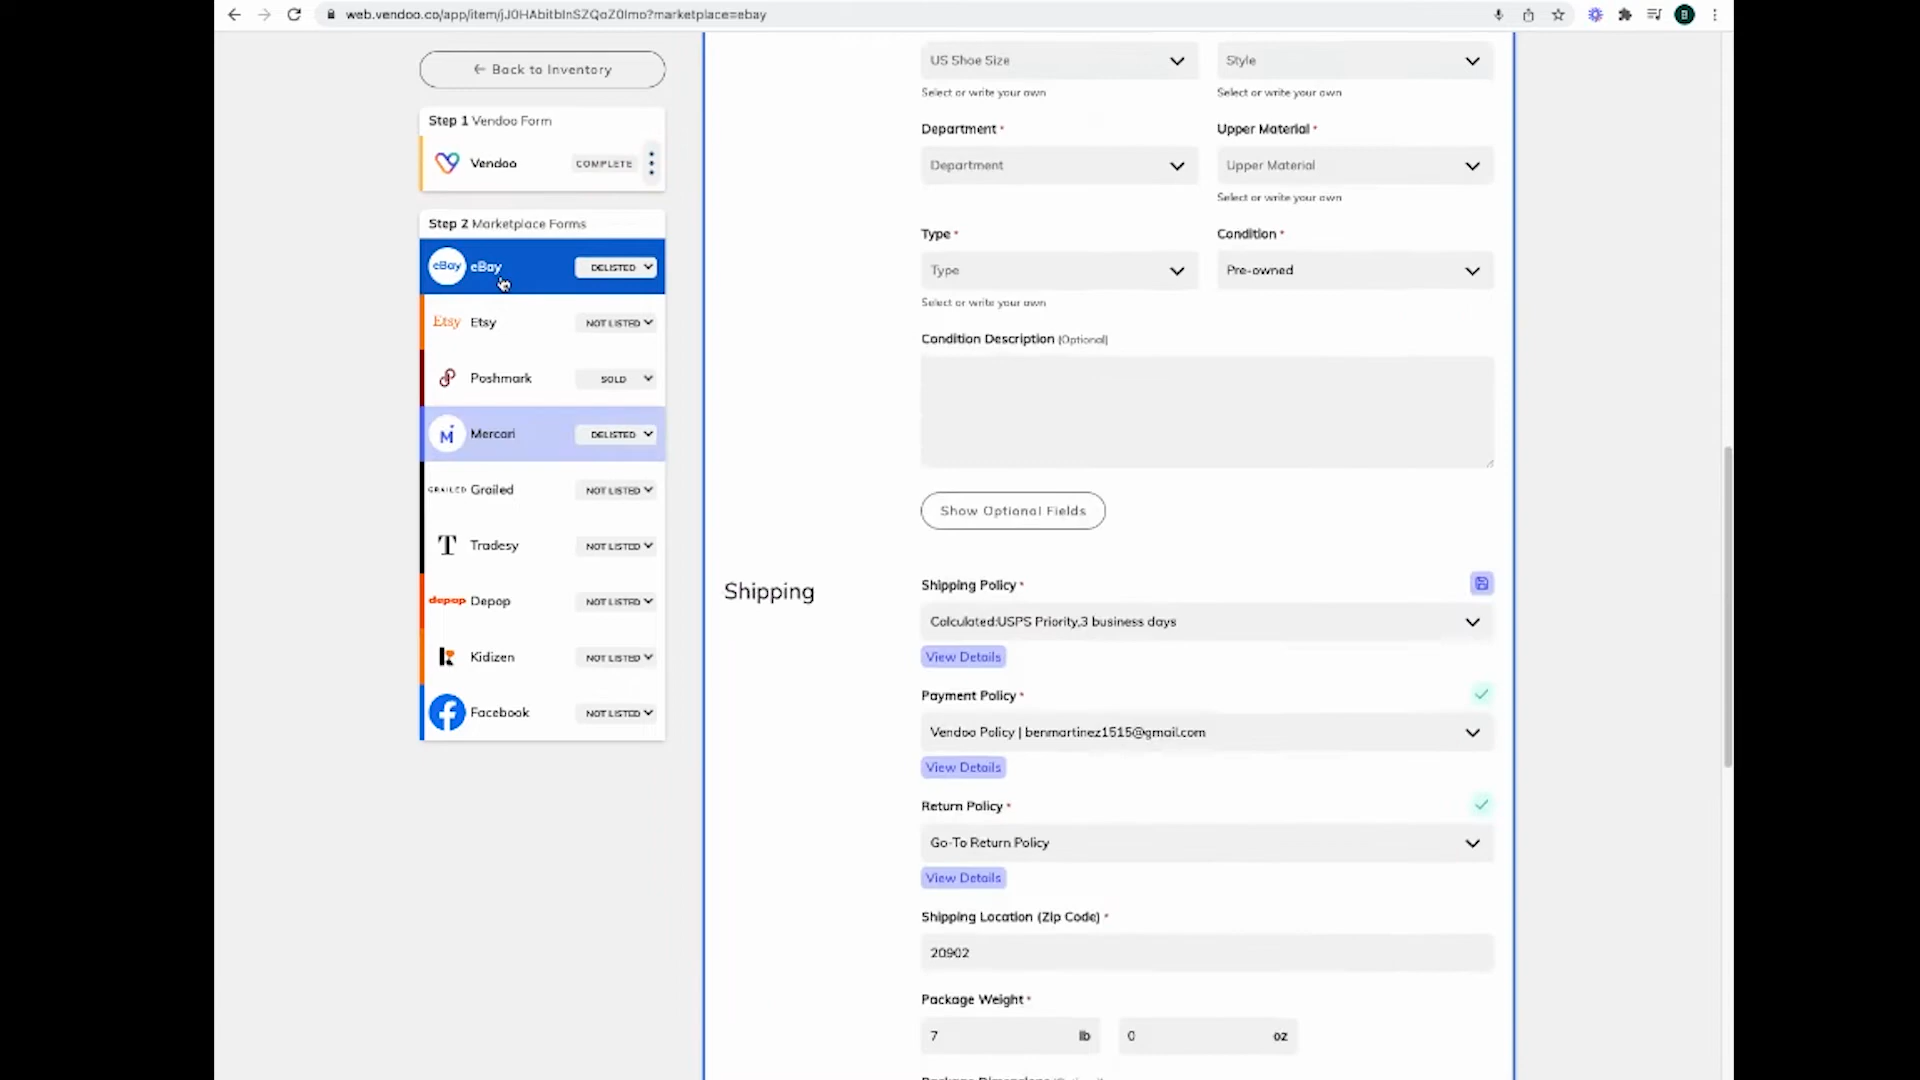 web.vendoo.co/app/item/jJ0HAbitbInSZQoZ0Imo?marketplace=ebay
B
← Back to Inventory
Step 1 Vendoo Form
Vendoo COMPLETE
Step 2 Marketplace Forms
eBay eBay DELISTED
Etsy Etsy NOT LISTED
Poshmark SOLD
M Mercari DELISTED
GRAILED Grailed NOT LISTED
T Tradesy NOT LISTED
depop Depop NOT LISTED
Kidizen NOT LISTED
Facebook NOT LISTED
US Shoe Size Style
Select or write your own Select or write your own
Department * Upper Material *
Department Upper Material
Select or write your own
Type * Condition *
Type Pre-owned
Select or write your own
Condition Description (Optional)
Show Optional Fields
Shipping
Shipping Policy *
Calculated:USPS Priority,3 business days
View Details
Payment Policy *
Vendoo Policy | benmartinez1515@gmail.com
View Details
Return Policy *
Go-To Return Policy
View Details
Shipping Location (Zip Code) *
20902
Package Weight *
7 lb 0 oz